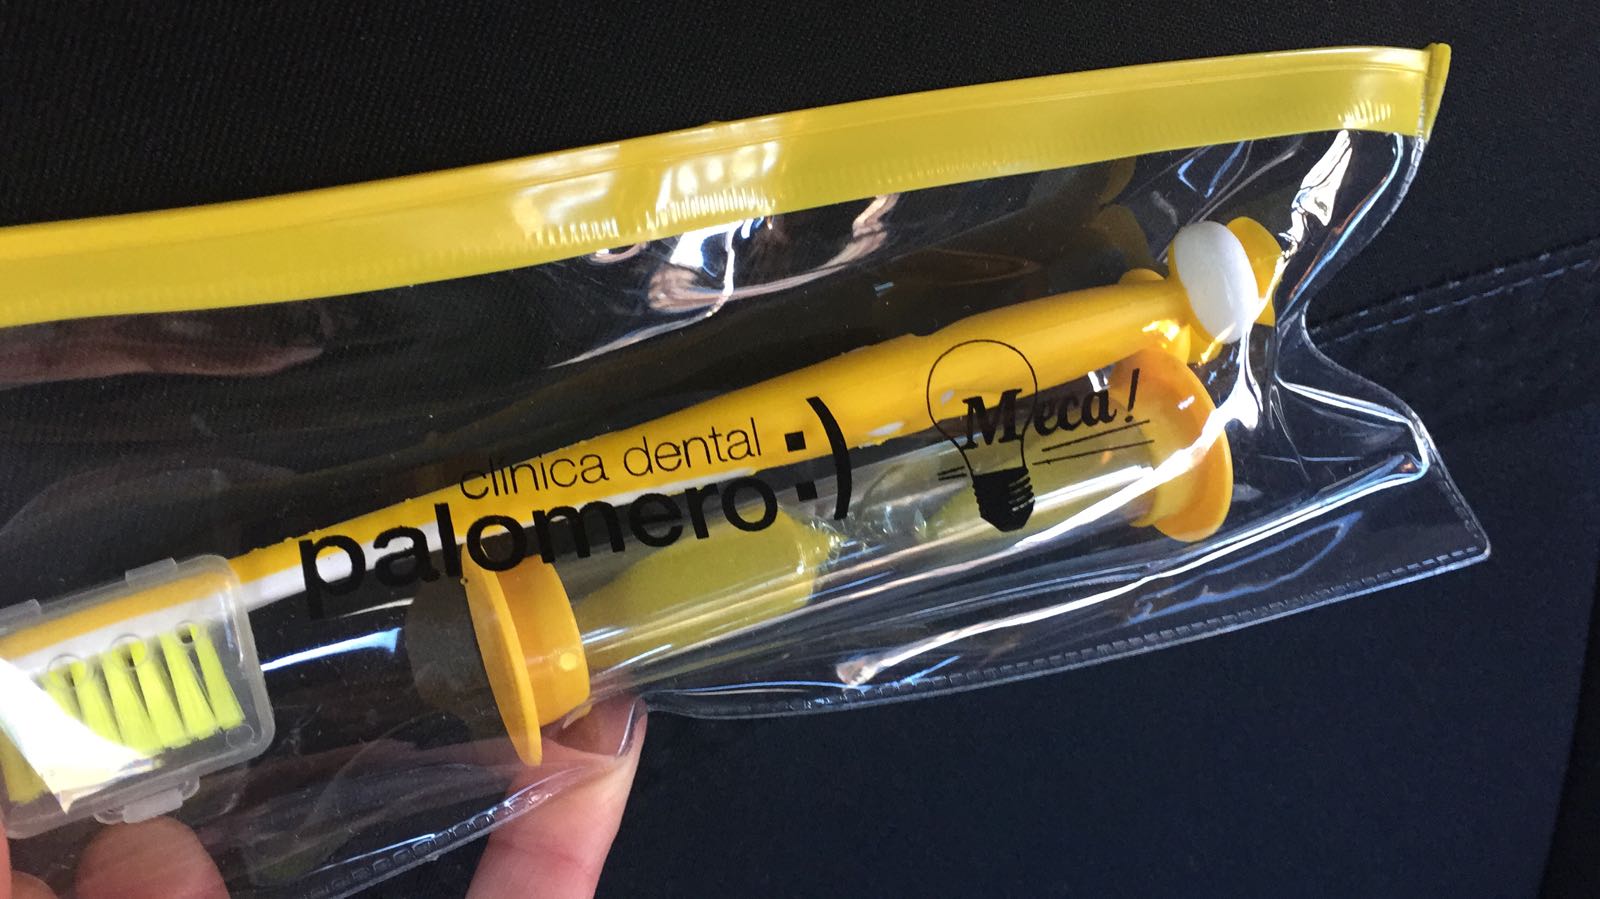 clínica dental
palomero :)
Meca!